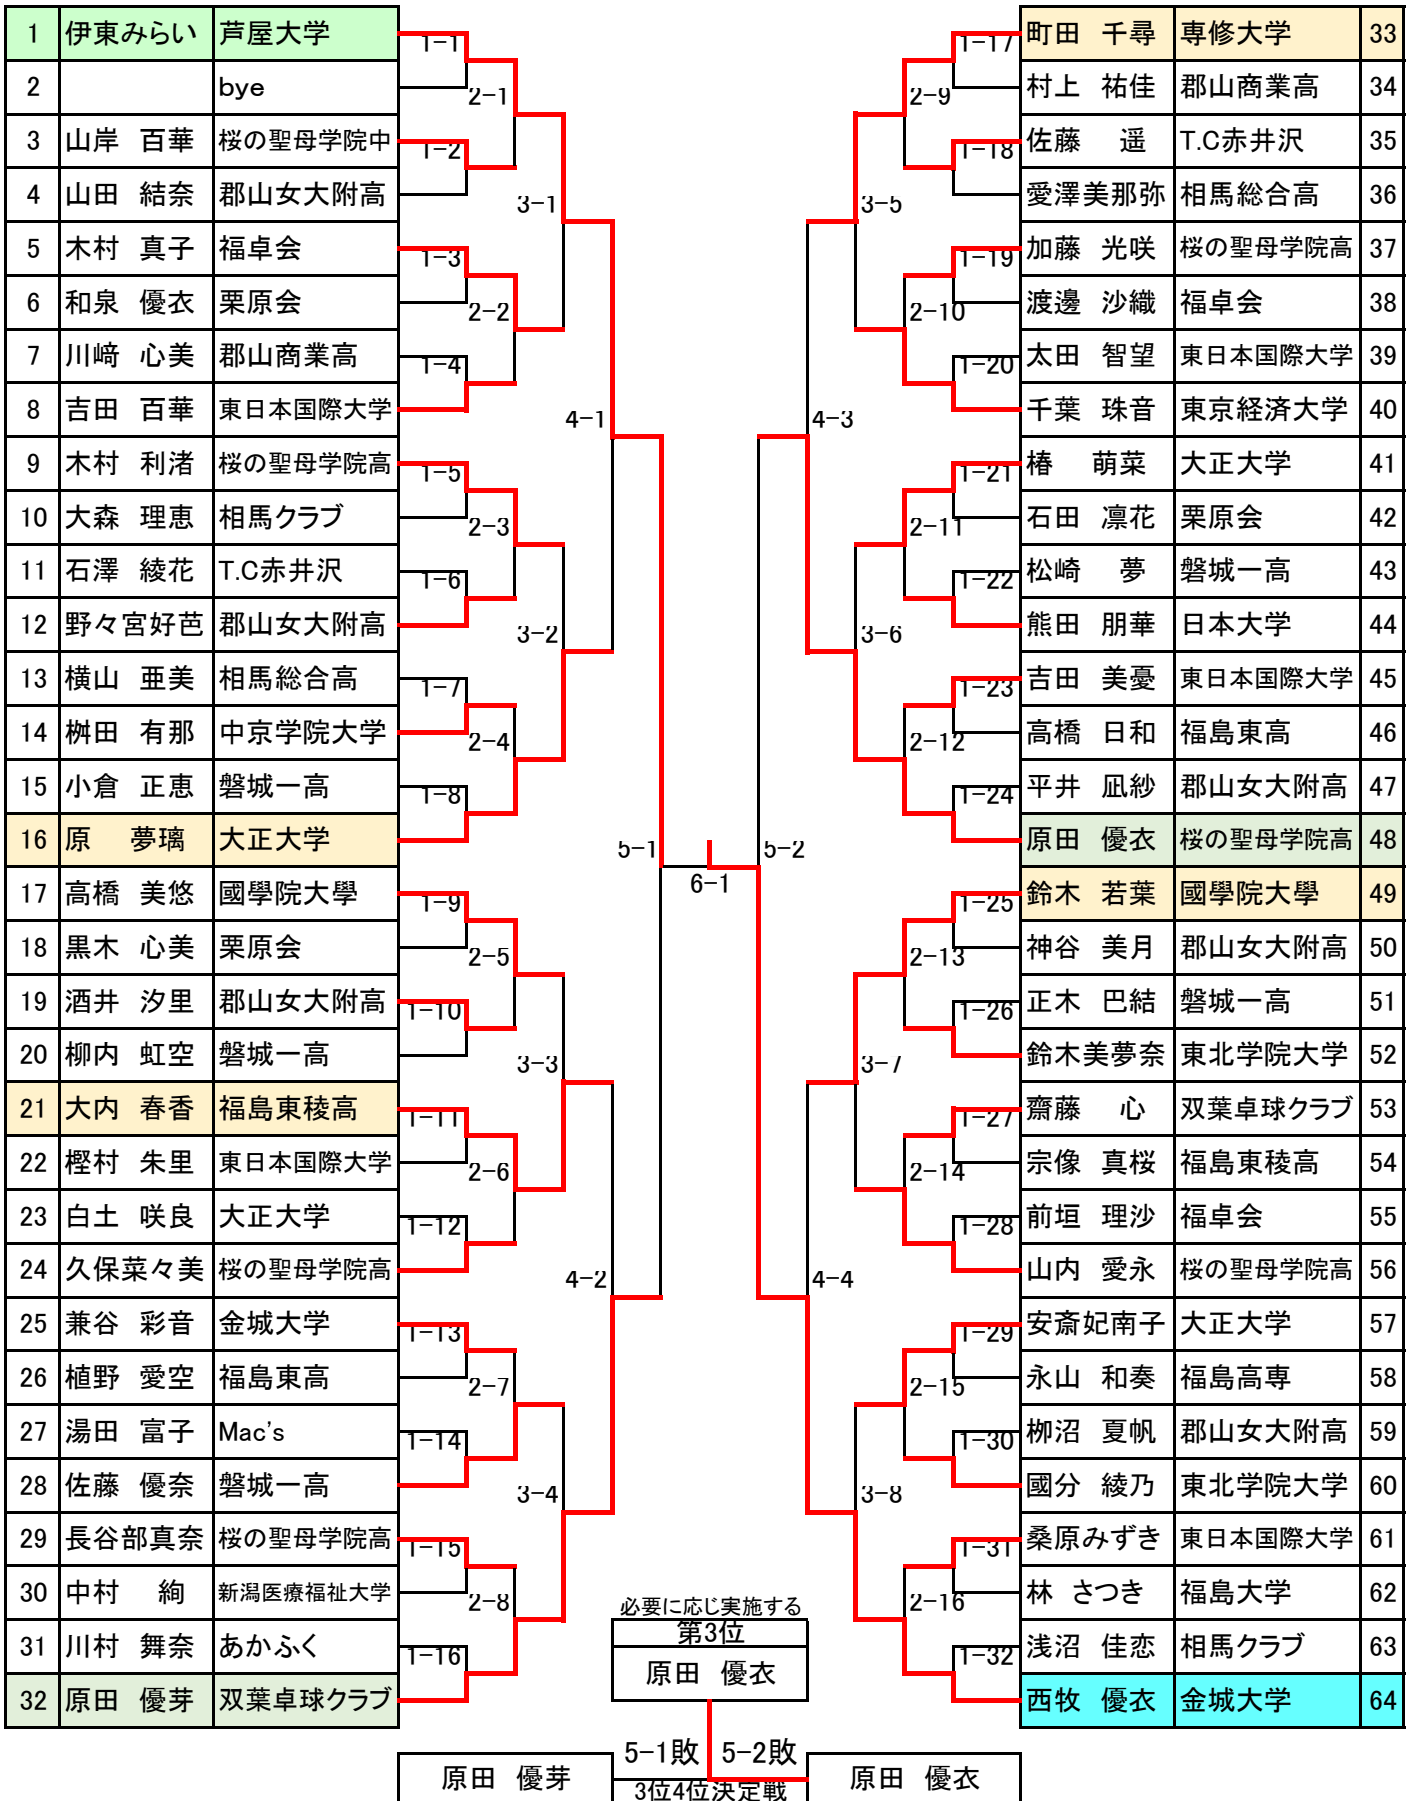 1 伊東みらい 芦屋大学
2 bye
3 山岸 百華 桜の聖母学院中
4 山田 結奈 郡山女大附高
5 木村 真子 福卓会
6 和泉 優衣 栗原会
7 川﨑 心美 郡山商業高
8 吉田 百華 東日本国際大学
9 木村 利渚 桜の聖母学院高
10 大森 理恵 相馬クラブ
11 石澤 綾花 T.C赤井沢
12 野々宮好芭 郡山女大附高
13 横山 亜美 相馬総合高
14 桝田 有那 中京学院大学
15 小倉 正恵 磐城一高
16 原 夢璃 大正大学
17 高橋 美悠 國學院大學
18 黒木 心美 栗原会
19 酒井 汐里 郡山女大附高
20 柳内 虹空 磐城一高
21 大内 春香 福島東稜高
22 樫村 朱里 東日本国際大学
23 白土 咲良 大正大学
24 久保菜々美 桜の聖母学院高
25 兼谷 彩音 金城大学
26 植野 愛空 福島東高
27 湯田 富子 Mac's
28 佐藤 優奈 磐城一高
29 長谷部真奈 桜の聖母学院高
30 中村 絢 新潟医療福祉大学
31 川村 舞奈 あかふく
32 原田 優芽 双葉卓球クラブ
1-1
1-2
1-3
1-4
1-5
1-6
1-7
1-8
1-9
1-10
1-11
1-12
1-13
1-14
1-15
1-16
2-1
2-2
2-3
2-4
2-5
2-6
2-7
2-8
3-1
3-2
3-3
3-4
4-1
4-2
5-1
6-1
5-2
4-3
4-4
3-5
3-6
3-7
3-8
2-9
2-10
2-11
2-12
2-13
2-14
2-15
2-16
1-17
1-18
1-19
1-20
1-21
1-22
1-23
1-24
1-25
1-26
1-27
1-28
1-29
1-30
1-31
1-32
町田 千尋 専修大学 33
村上 祐佳 郡山商業高 34
佐藤 遥 T.C赤井沢 35
愛澤美那弥 相馬総合高 36
加藤 光咲 桜の聖母学院高 37
渡邊 沙織 福卓会 38
太田 智望 東日本国際大学 39
千葉 珠音 東京経済大学 40
椿 萌菜 大正大学 41
石田 凛花 栗原会 42
松崎 夢 磐城一高 43
熊田 朋華 日本大学 44
吉田 美憂 東日本国際大学 45
高橋 日和 福島東高 46
平井 凪紗 郡山女大附高 47
原田 優衣 桜の聖母学院高 48
鈴木 若葉 國學院大學 49
神谷 美月 郡山女大附高 50
正木 巴結 磐城一高 51
鈴木美夢奈 東北学院大学 52
齋藤 心 双葉卓球クラブ 53
宗像 真桜 福島東稜高 54
前垣 理沙 福卓会 55
山内 愛永 桜の聖母学院高 56
安斎妃南子 大正大学 57
永山 和奏 福島高専 58
栁沼 夏帆 郡山女大附高 59
國分 綾乃 東北学院大学 60
桑原みずき 東日本国際大学 61
林 さつき 福島大学 62
浅沼 佳恋 相馬クラブ 63
西牧 優衣 金城大学 64
必要に応じ実施する
第3位
原田 優衣
5-1敗 5-2敗
原田 優芽 3位4位決定戦 原田 優衣